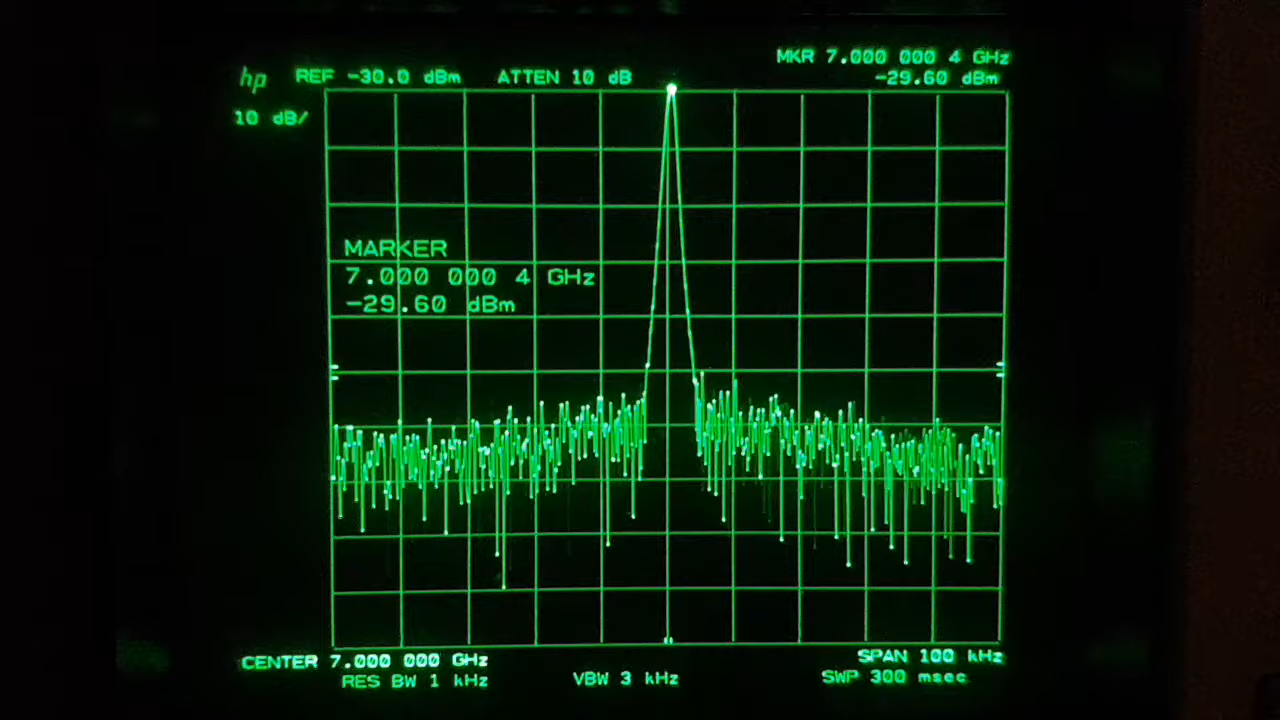 MKR 7.000 000 4 GHz
hp REF -30.0 dBm ATTEN 10 dB -29.60 dBm
10 dB/
MARKER
7.000 000 4 GHz
-29.60 dBm
CENTER 7.000 000 GHz SPAN 100 kHz
RES BW 1 kHz VBW 3 kHz SWP 300 msec